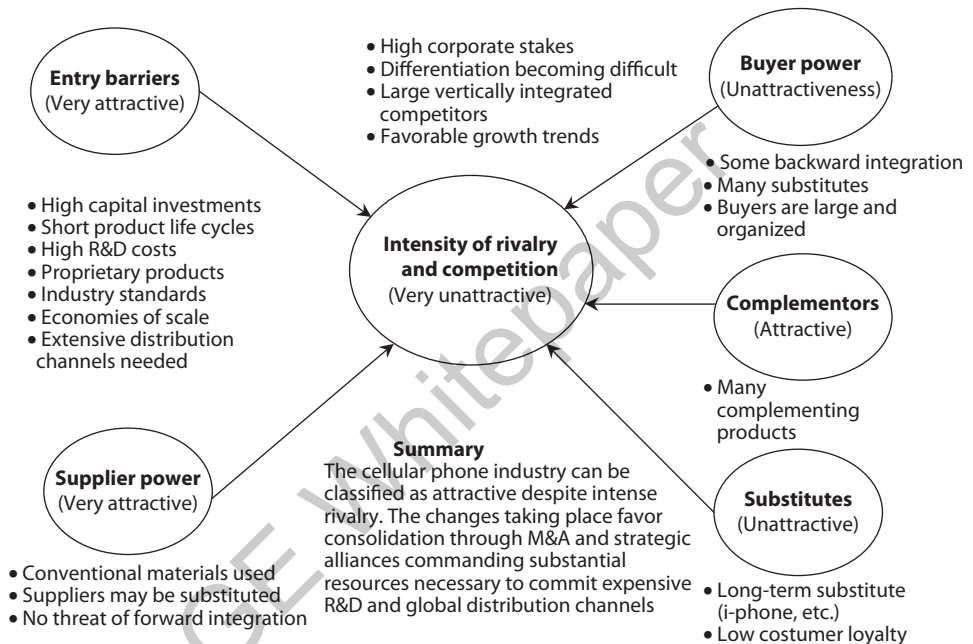 Entry barriers
(Very attractive)
• High capital investments
• Short product life cycles
• High R&D costs
• Proprietary products
• Industry standards
• Economies of scale
• Extensive distribution
channels needed
• High corporate stakes
• Differentiation becoming difficult
• Large vertically integrated
competitors
• Favorable growth trends
Buyer power
(Unattractiveness)
• Some backward integration
• Many substitutes
• Buyers are large and
organized
Intensity of rivalry
and competition
(Very unattractive)
Complementors
(Attractive)
• Many
complementing
products
Supplier power
(Very attractive)
• Conventional materials used
• Suppliers may be substituted
• No threat of forward integration
Summary
The cellular phone industry can be
classified as attractive despite intense
rivalry. The changes taking place favor
consolidation through M&A and strategic
alliances commanding substantial
resources necessary to commit expensive
R&D and global distribution channels
Substitutes
(Unattractive)
• Long-term substitute
(i-phone, etc.)
• Low costumer loyalty
GE Whitepaper